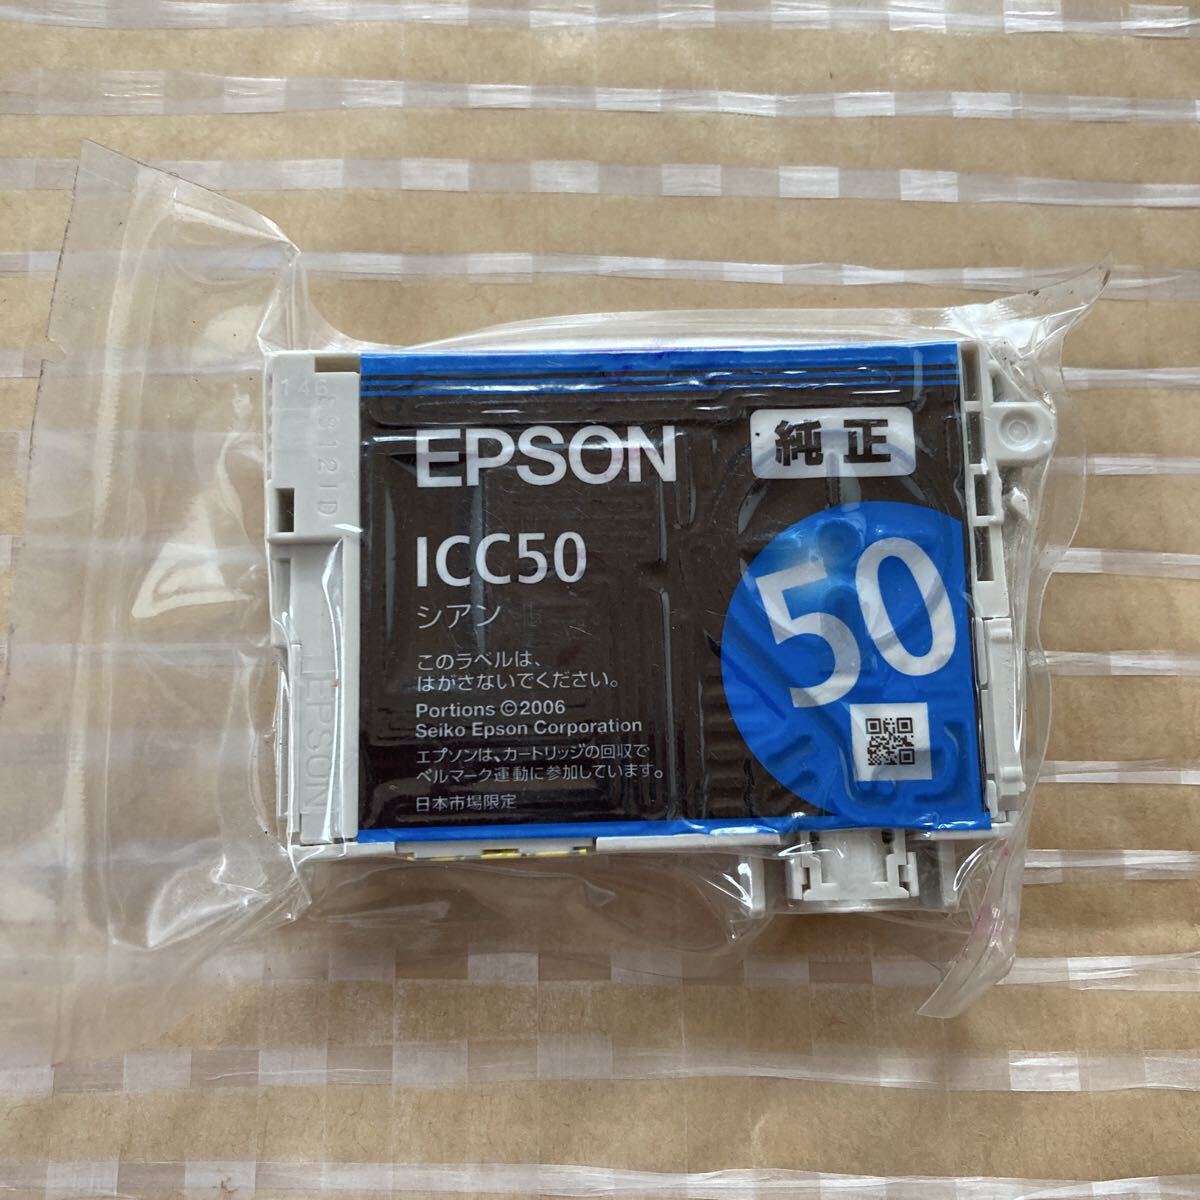 EPSON
純正
ICC50
シアン
50
このラベルは、
はがさないでください。
Portions ©2006
Seiko Epson Corporation
エプソンは、カートリッジの回収で
ベルマーク運動に参加しています。
日本市場限定
EPSON